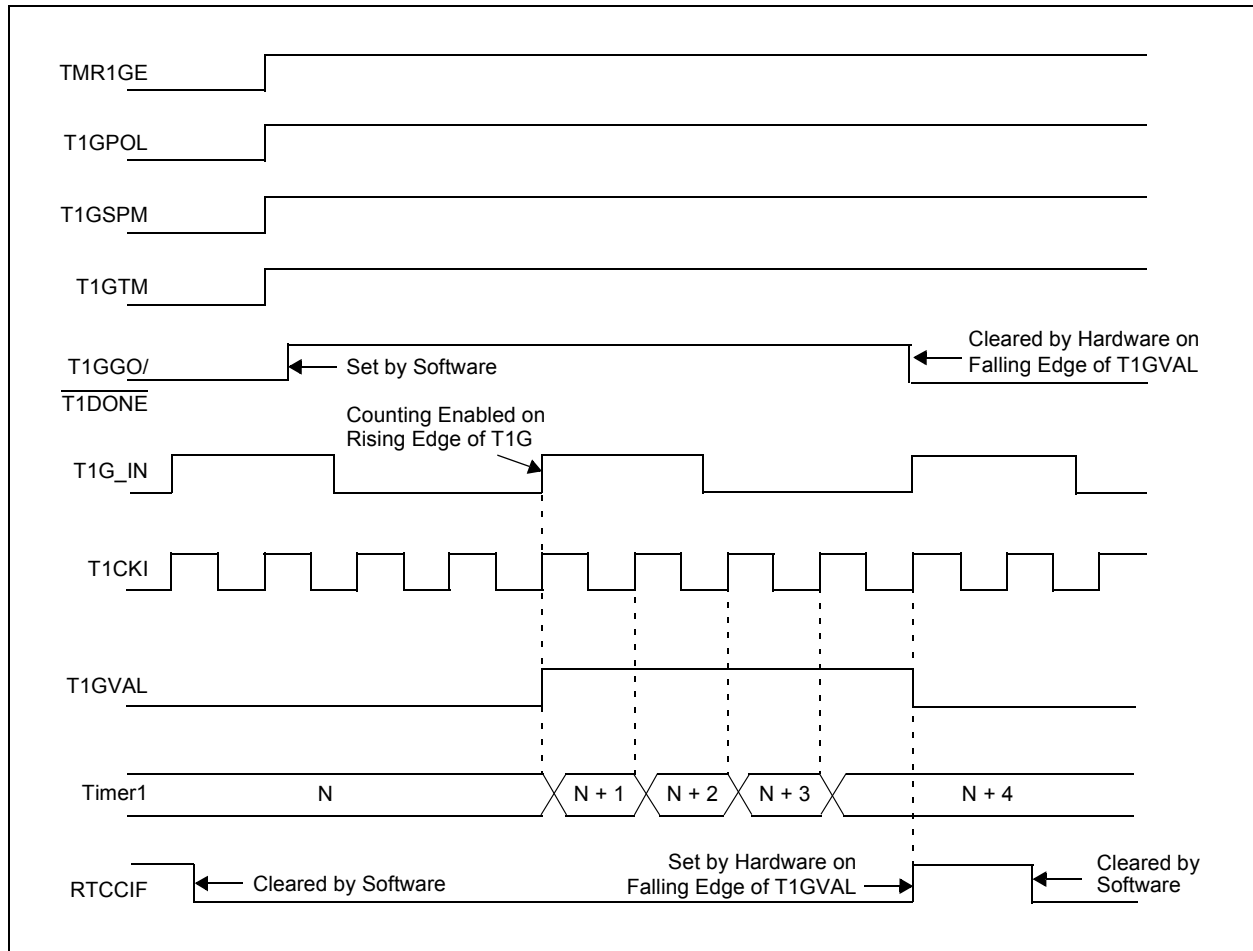 TMR1GE
T1GPOL
T1GSPM
T1GTM
T1GGO/
T1DONE
Set by Software
Cleared by Hardware on
Falling Edge of T1GVAL
Counting Enabled on
Rising Edge of T1G
T1G_IN
T1CKI
T1GVAL
Timer1
N
N + 1
N + 2
N + 3
N + 4
RTCCIF
Cleared by Software
Set by Hardware on
Falling Edge of T1GVAL
Cleared by
Software